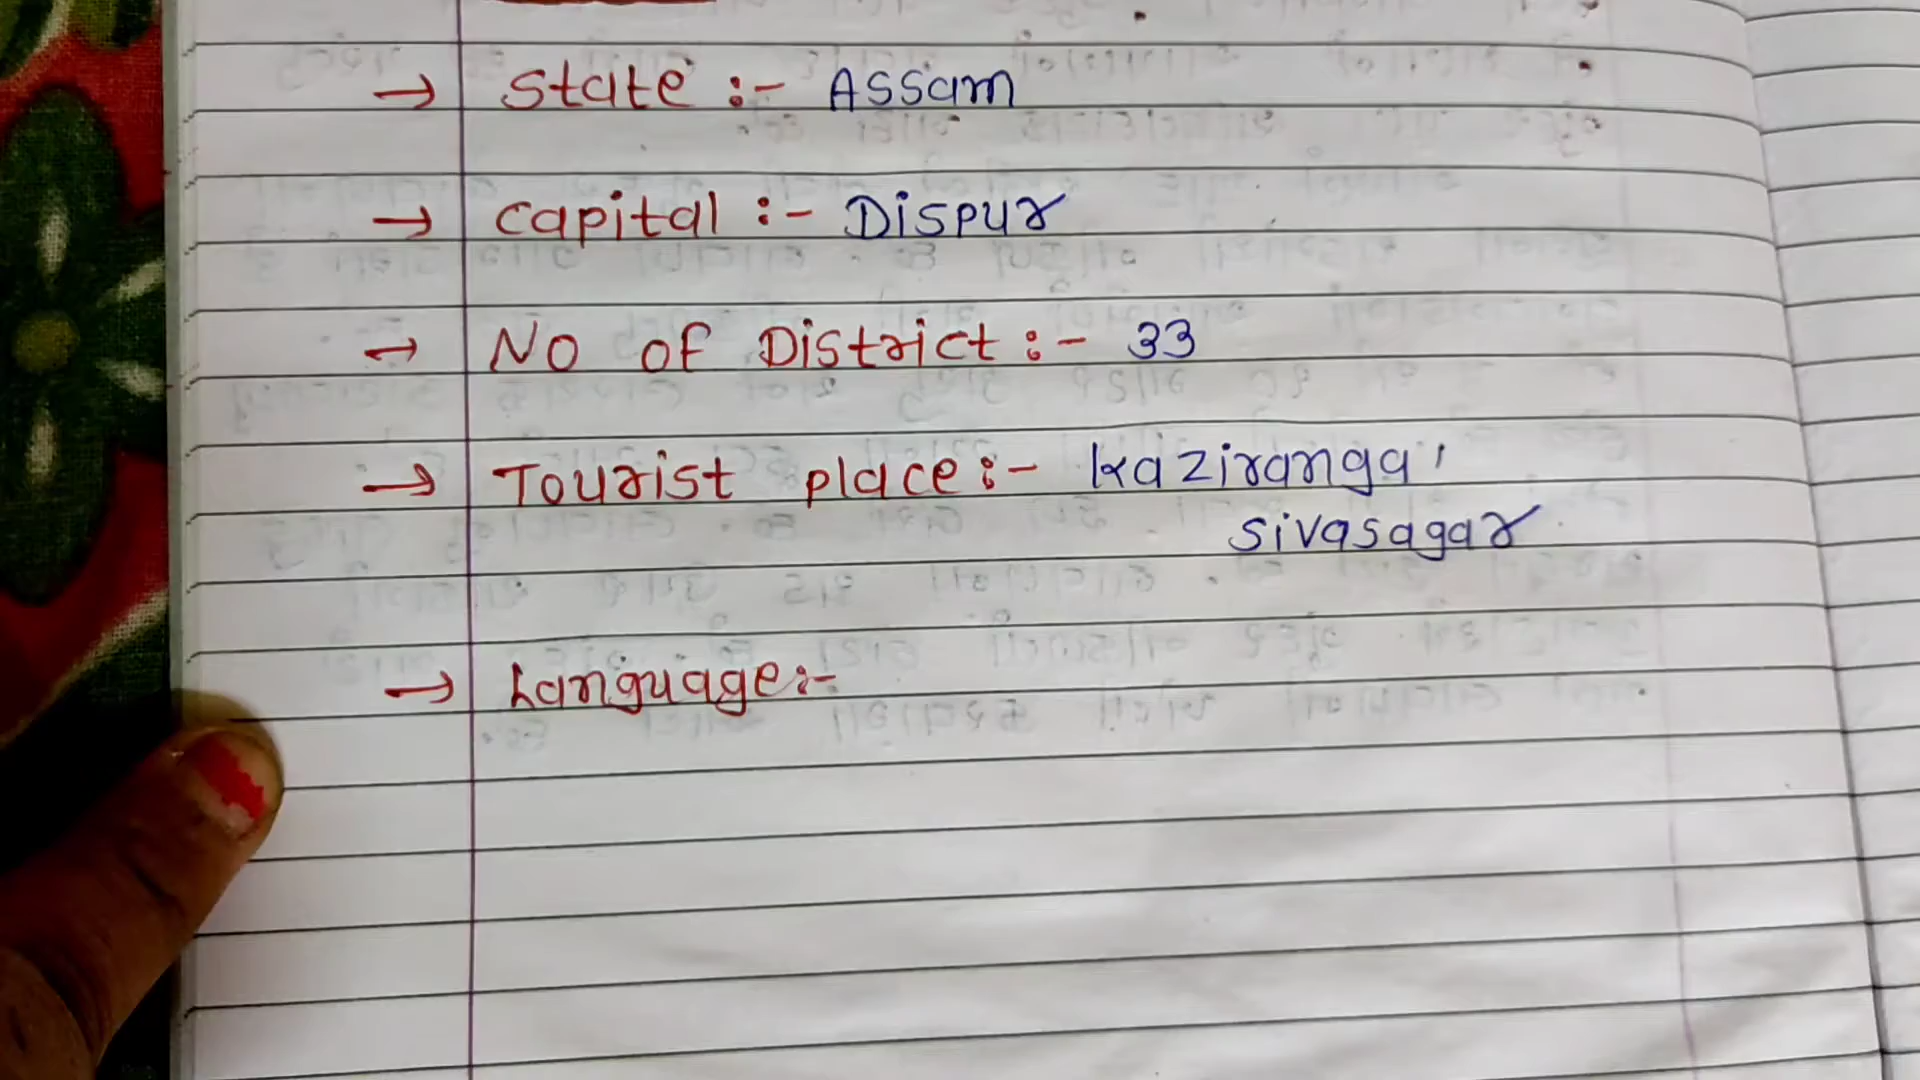 → State :- Assam
→ capital :- Dispur
→ No of District :- 33
→ Tourist place :- kaziranga,
sivasagar
→ Language:-